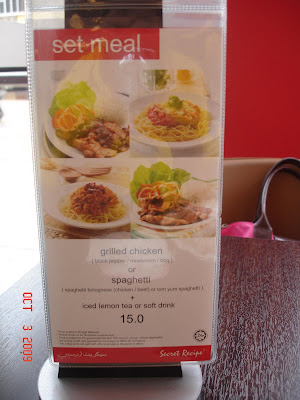 set meal
grilled chicken
( black pepper / mushroom / bbq )
or
spaghetti
( spaghetti bolognese (chicken / beef) or tom yum spaghetti )
+
iced lemon tea or soft drink
15.0
Secret Recipe
OCT 3 2009